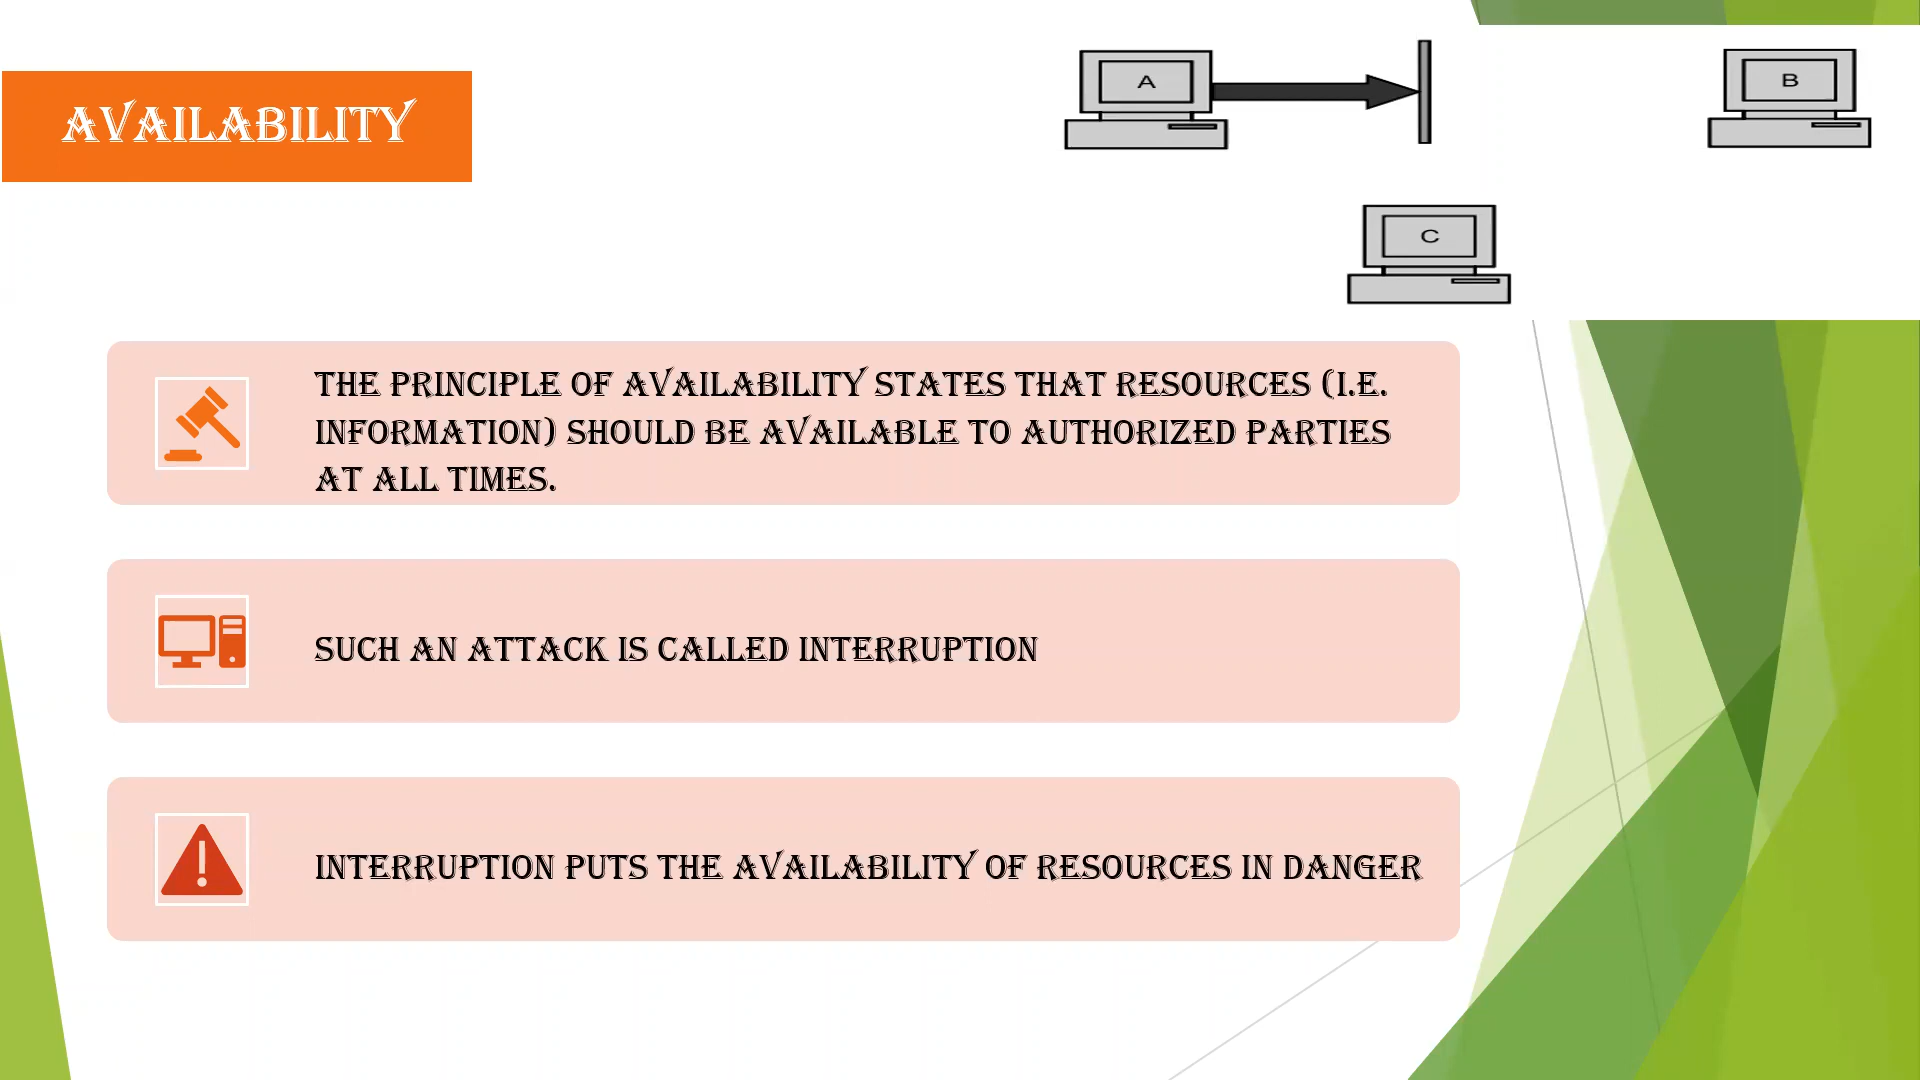 A
B
AVAILABILITY
C
THE PRINCIPLE OF AVAILABILITY STATES THAT RESOURCES (I.E.
INFORMATION) SHOULD BE AVAILABLE TO AUTHORIZED PARTIES
AT ALL TIMES.
SUCH AN ATTACK IS CALLED INTERRUPTION
INTERRUPTION PUTS THE AVAILABILITY OF RESOURCES IN DANGER